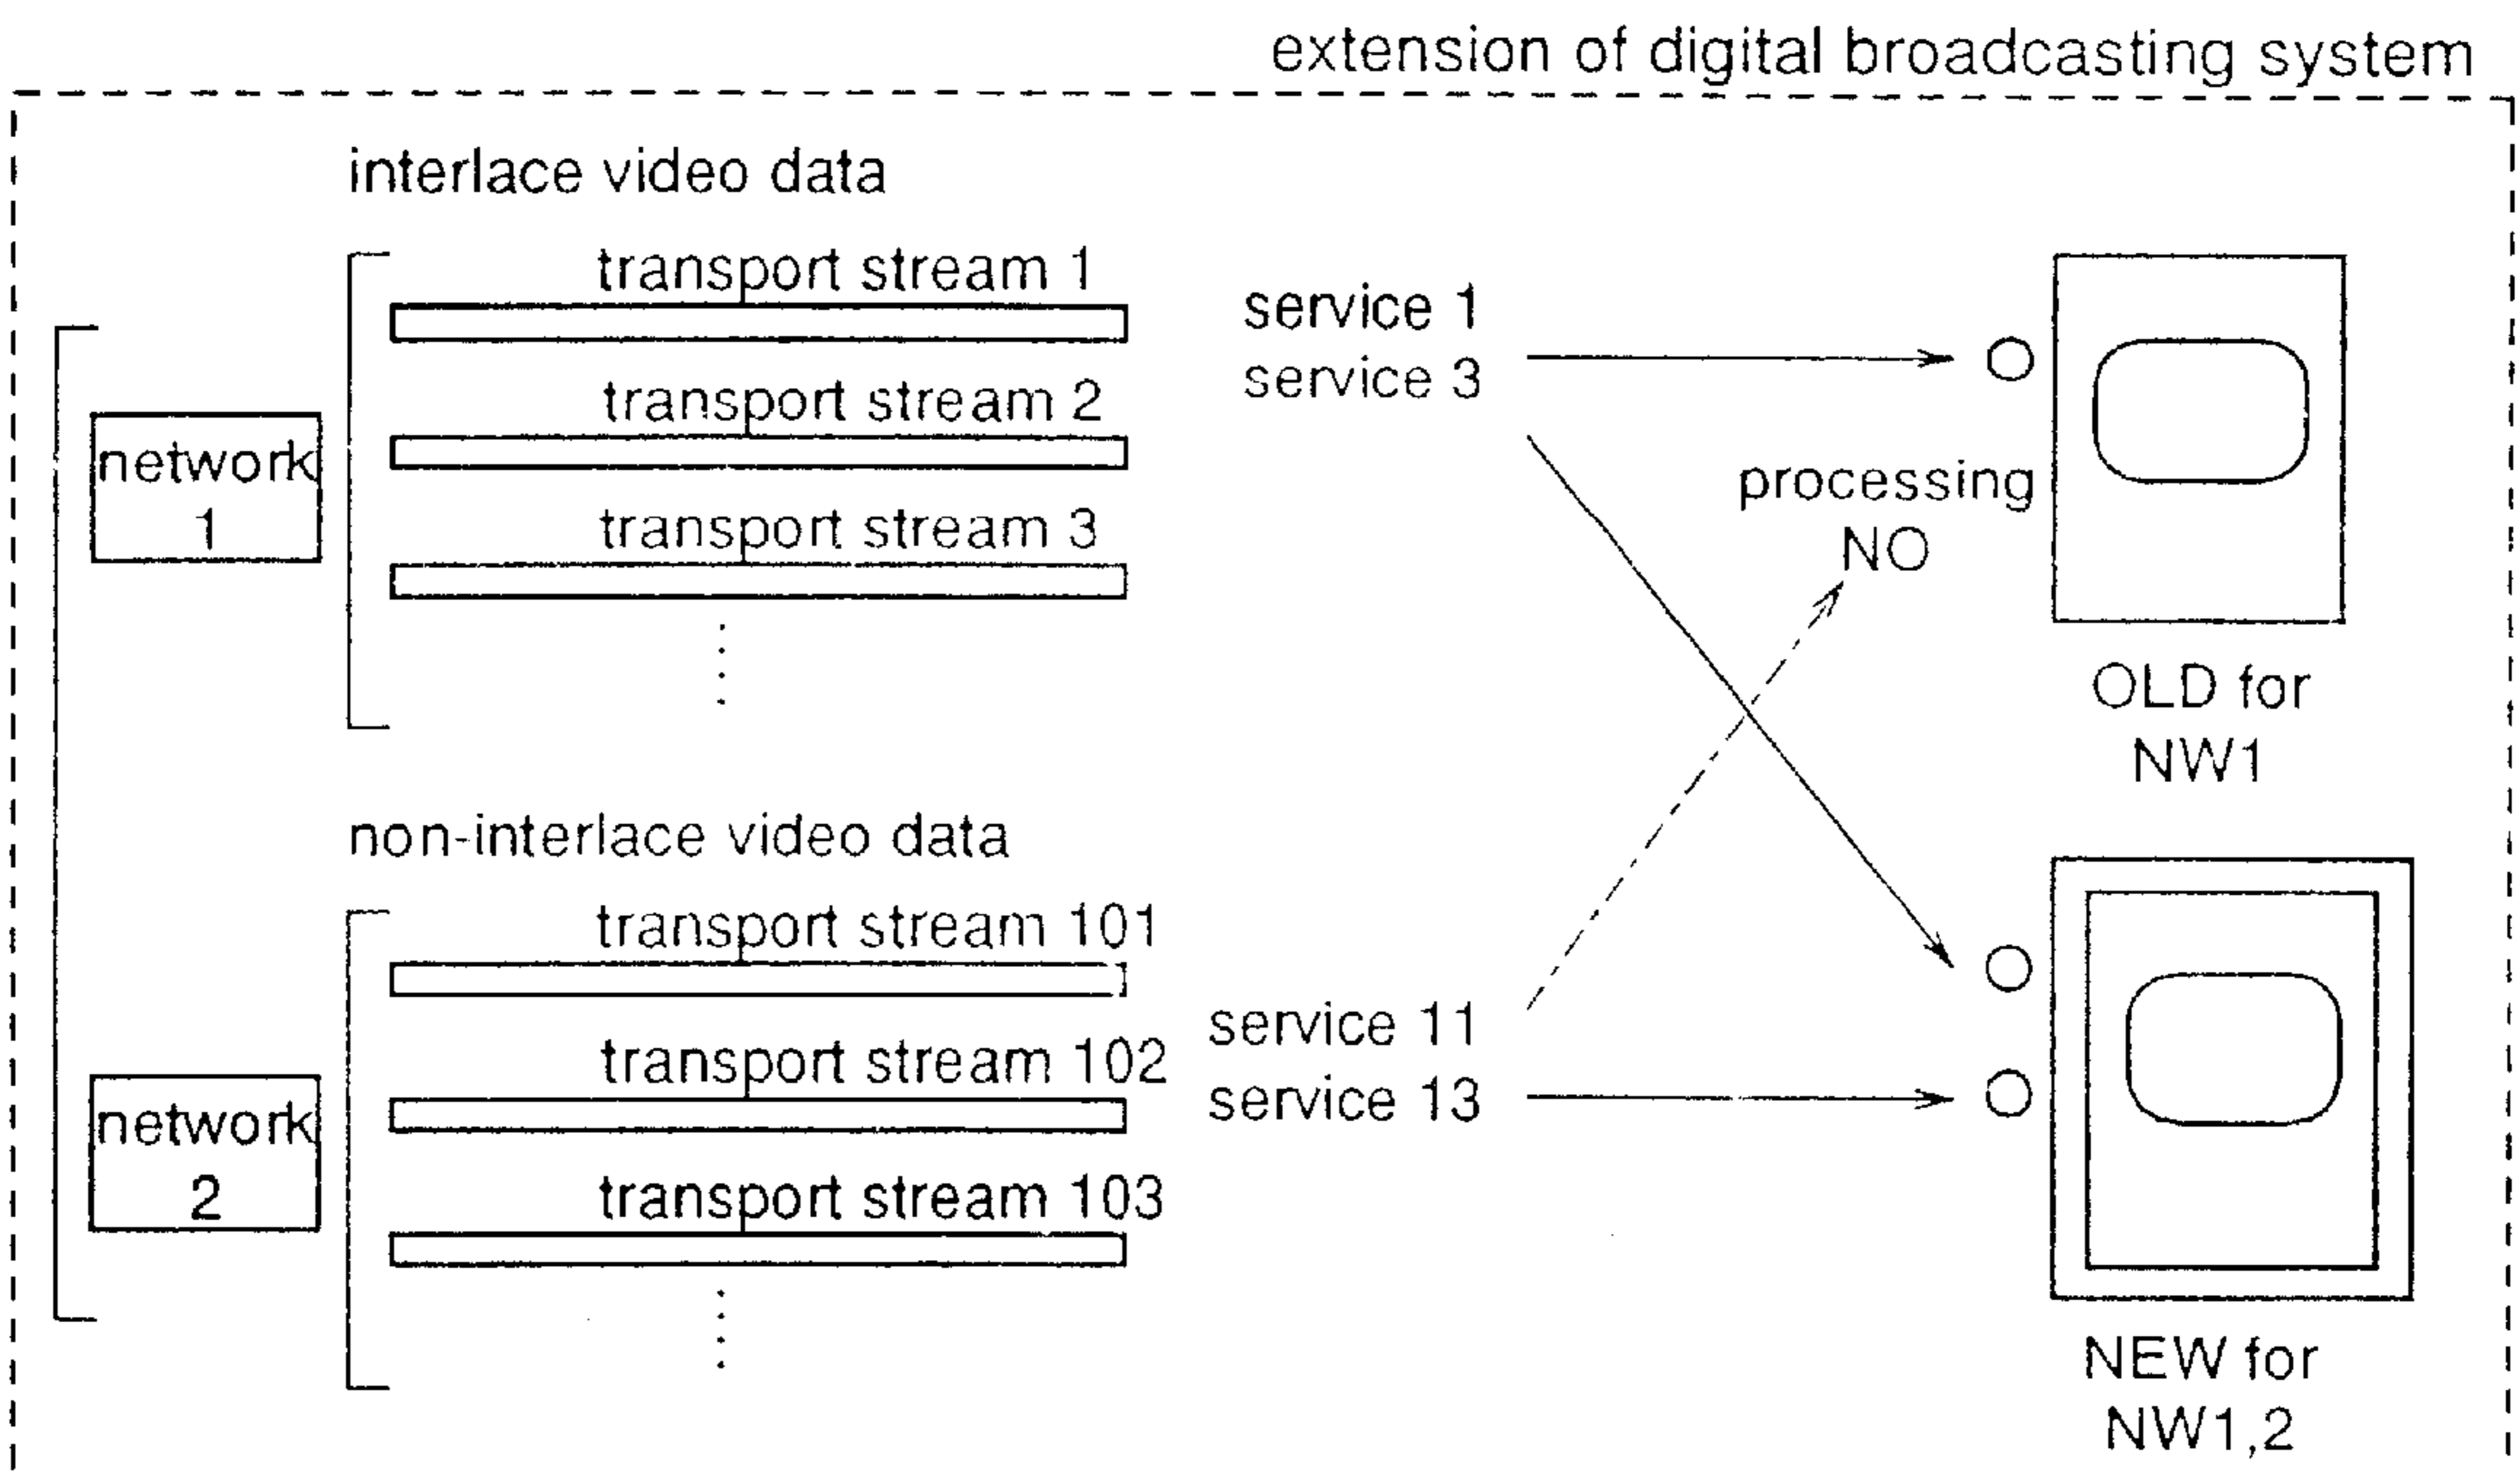 extension of digital broadcasting system
interlace video data
transport stream 1
transport stream 2
transport stream 3
network
1
service 1
service 3
processing
NO
OLD for
NW1
non-interlace video data
transport stream 101
transport stream 102
transport stream 103
network
2
service 11
service 13
NEW for
NW1,2